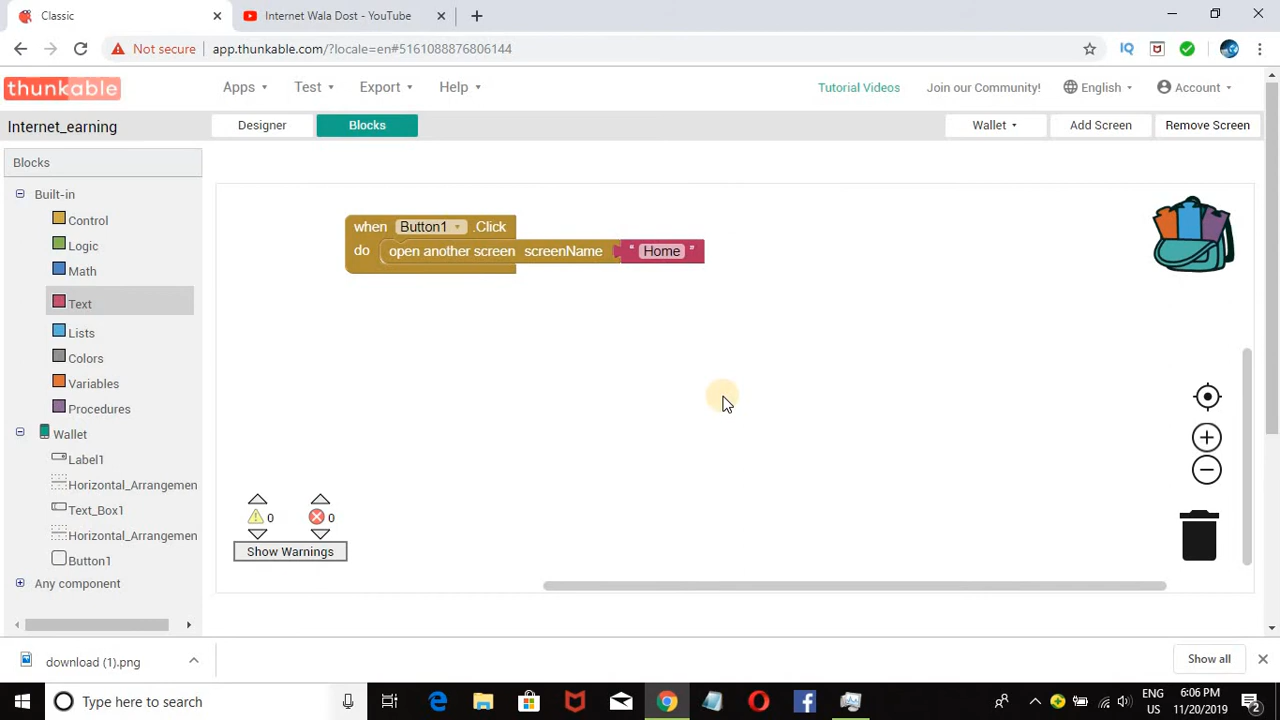 Classic
Internet Wala Dost - YouTube
Not secure
app.thunkable.com/?locale=en#5161088876806144
IQ
thunkable
Apps
Test
Export
Help
Tutorial Videos
Join our Community!
English
Account
Internet_earning
Designer
Blocks
Wallet
Add Screen
Remove Screen
Blocks
Built-in
Control
Logic
Math
Text
Lists
Colors
Variables
Procedures
Wallet
Label1
Horizontal_Arrangemen
Text_Box1
Horizontal_Arrangemen
Button1
Any component
when Button1 .Click
do open another screen screenName " Home "
0 0
Show Warnings
download (1).png
Show all
Type here to search
ENG
US
6:06 PM
11/20/2019
2